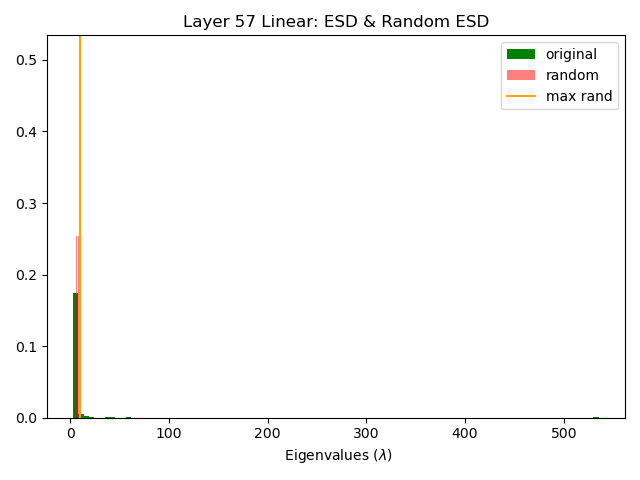 Layer 57 Linear: ESD & Random ESD
original
random
max rand
0.5
0.4
0.3
0.2
0.1
0.0
0 100 200 300 400 500
Eigenvalues (λ)